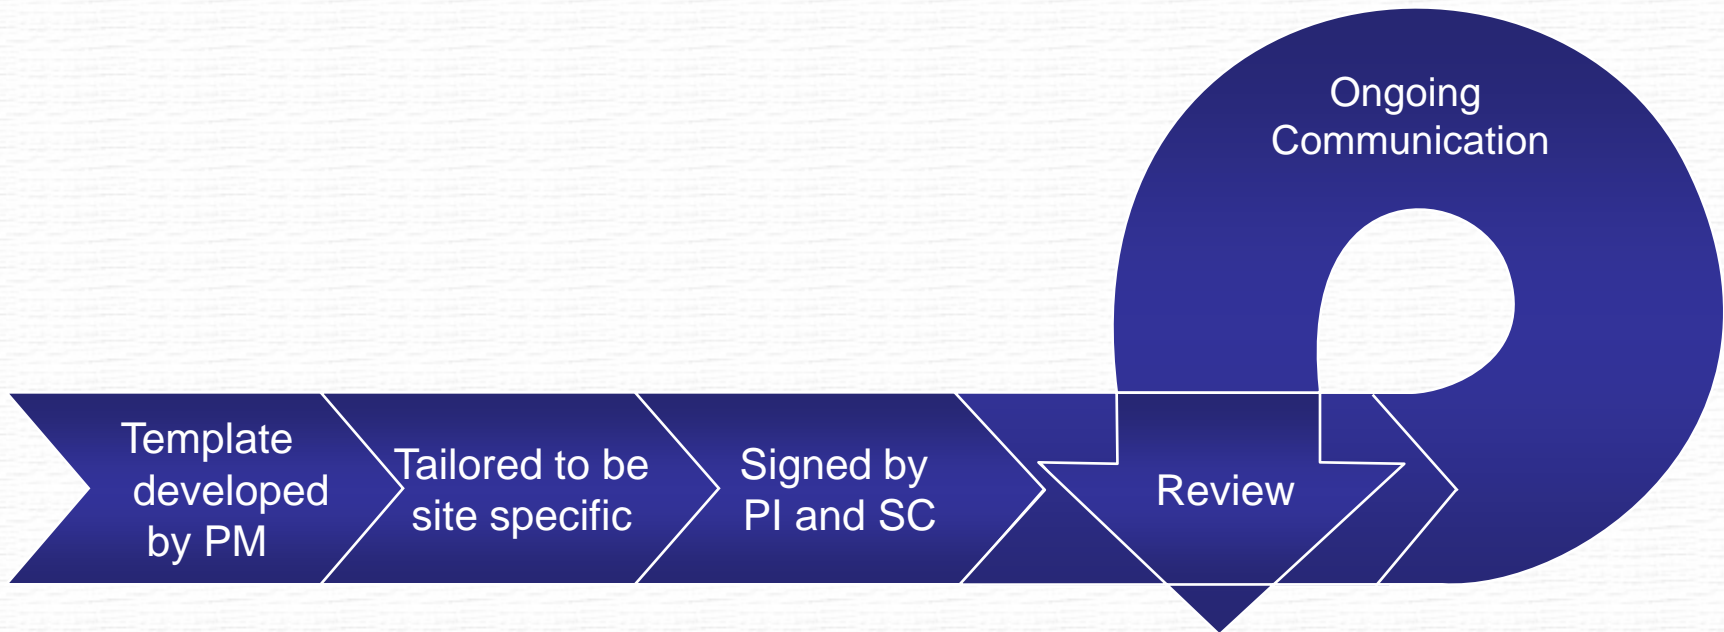 Template
developed
by PM
Tailored to be
site specific
Signed by
PI and SC
Review
Ongoing
Communication